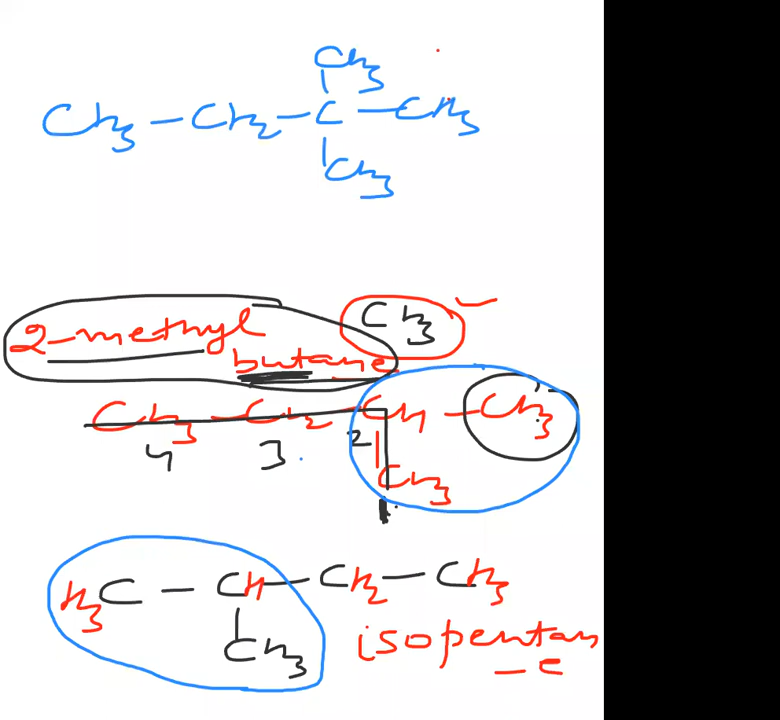 CH3
CH3 - CH2 - C - CH3
CH3
2-methyl
butane
CH3
CH3 - CH2 - CH - CH3
4 3 2
CH3
1
H3C - CH - CH2 - CH3
CH3
isopentan
- e